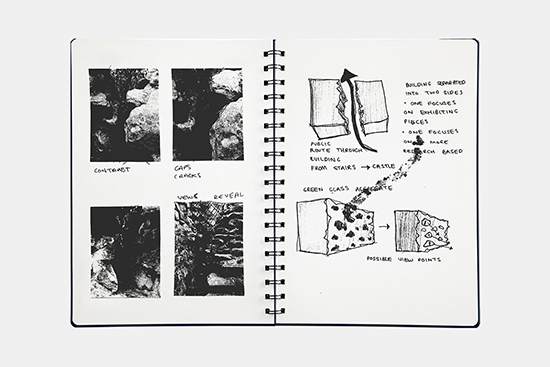 CONTRAST
GAPS
CRACKS
VIEWS REVEAL
BUILDING SEPARATED
INTO TWO SIDES
• ONE FOCUSES
ON EXHIBITING
PIECES
• ONE FOCUSES
ON MORE
RESEARCH BASED
PUBLIC
ROUTE THROUGH
BUILDING
FROM STAIRS → CASTLE
GREEN GLASS AGGREGATE
POSSIBLE VIEW POINTS